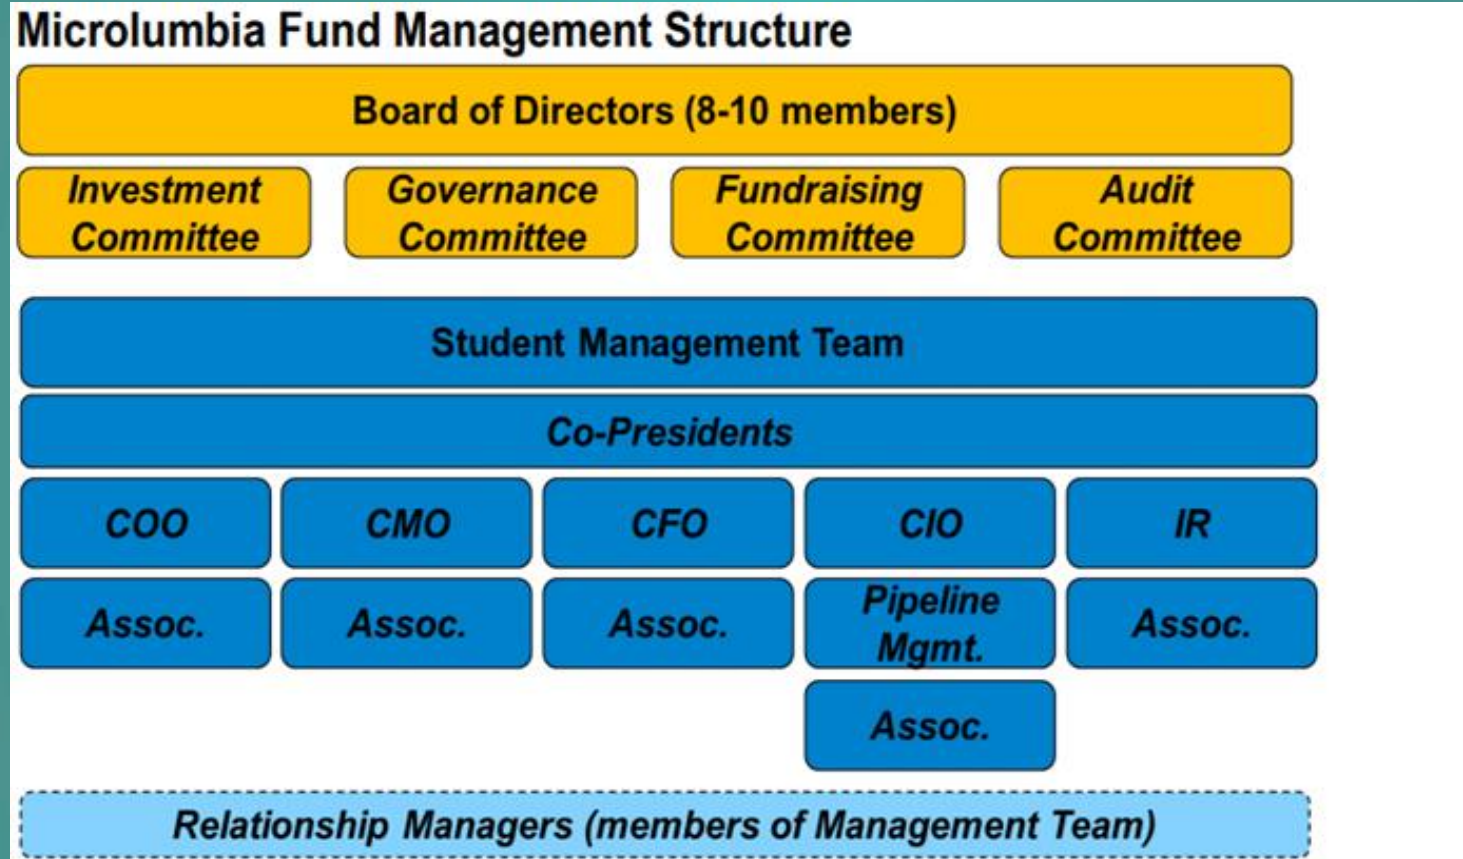 Microlumbia Fund Management Structure
Board of Directors (8-10 members)
Investment
Committee
Governance
Committee
Fundraising
Committee
Audit
Committee
Student Management Team
Co-Presidents
COO
CMO
CFO
CIO
IR
Assoc.
Assoc.
Assoc.
Pipeline
Mgmt.
Assoc.
Assoc.
Relationship Managers (members of Management Team)